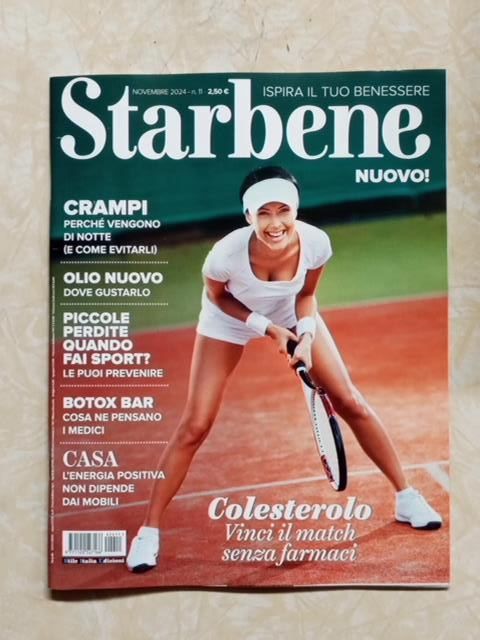 NOVEMBRE 2024 - n. 11 - 2,50 €
ISPIRA IL TUO BENESSERE
Starbene
NUOVO!
CRAMPI
PERCHÉ VENGONO
DI NOTTE
(E COME EVITARLI)
OLIO NUOVO
DOVE GUSTARLO
PICCOLE
PERDITE
QUANDO
FAI SPORT?
LE PUOI PREVENIRE
BOTOX BAR
COSA NE PENSANO
I MEDICI
CASA
L'ENERGIA POSITIVA
NON DIPENDE
DAI MOBILI
Colesterolo
Vinci il match
senza farmaci
Stile Italia Edizioni